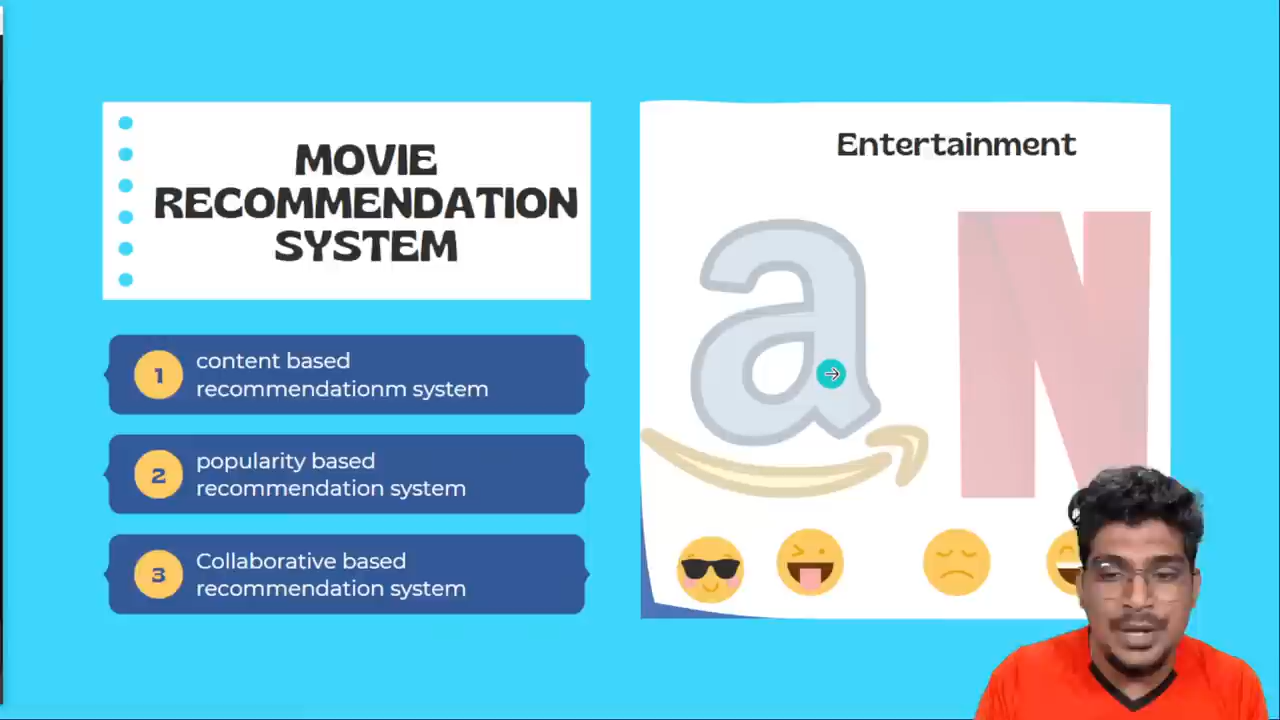 MOVIE
RECOMMENDATION
SYSTEM
1
content based
recommendationm system
2
popularity based
recommendation system
3
Collaborative based
recommendation system
Entertainment
a
N